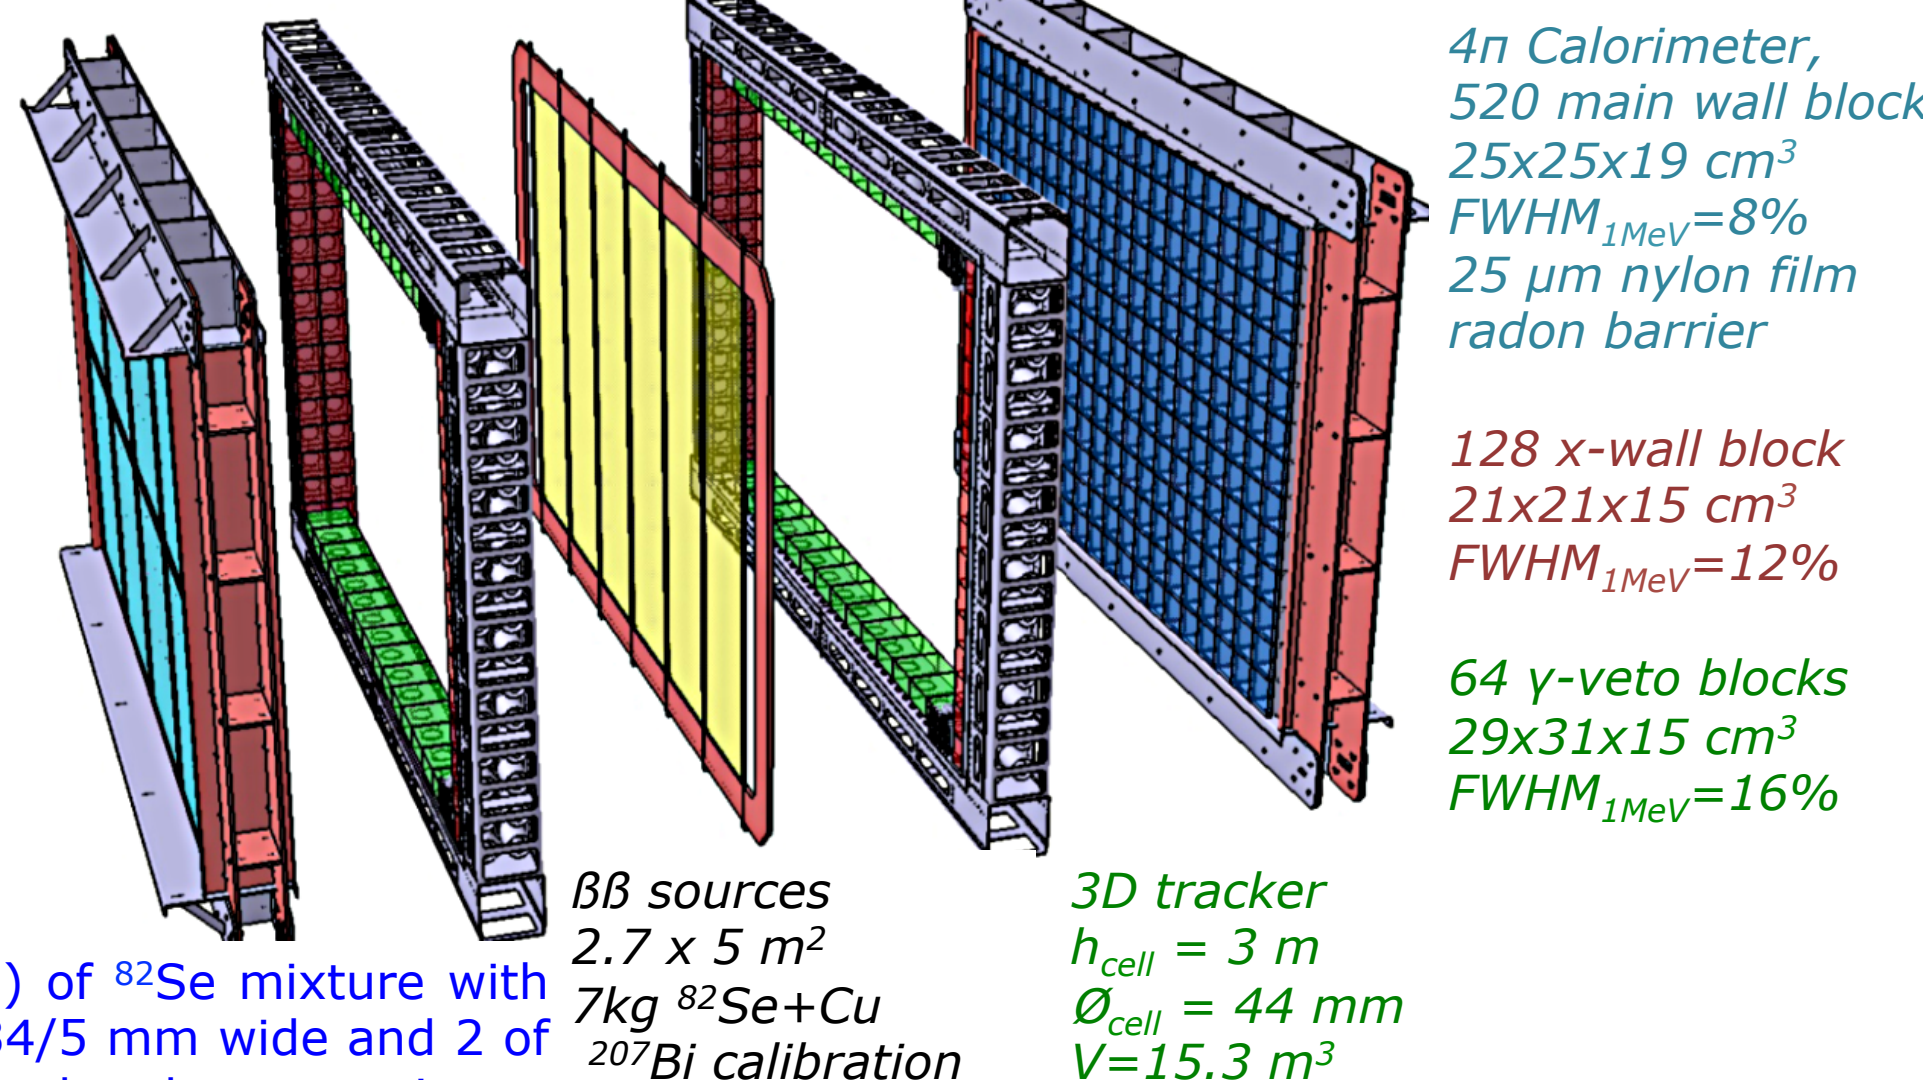 4π Calorimeter,
520 main wall block
25x25x19 cm³
FWHM₁MeV=8%
25 μm nylon film
radon barrier
128 x-wall block
21x21x15 cm³
FWHM₁MeV=12%
64 γ-veto blocks
29x31x15 cm³
FWHM₁MeV=16%
) of ⁸²Se mixture with
34/5 mm wide and 2 of
ßß sources
2.7 x 5 m²
7kg ⁸²Se+Cu
²⁰⁷Bi calibration
3D tracker
hcell = 3 m
Øcell = 44 mm
V=15.3 m³